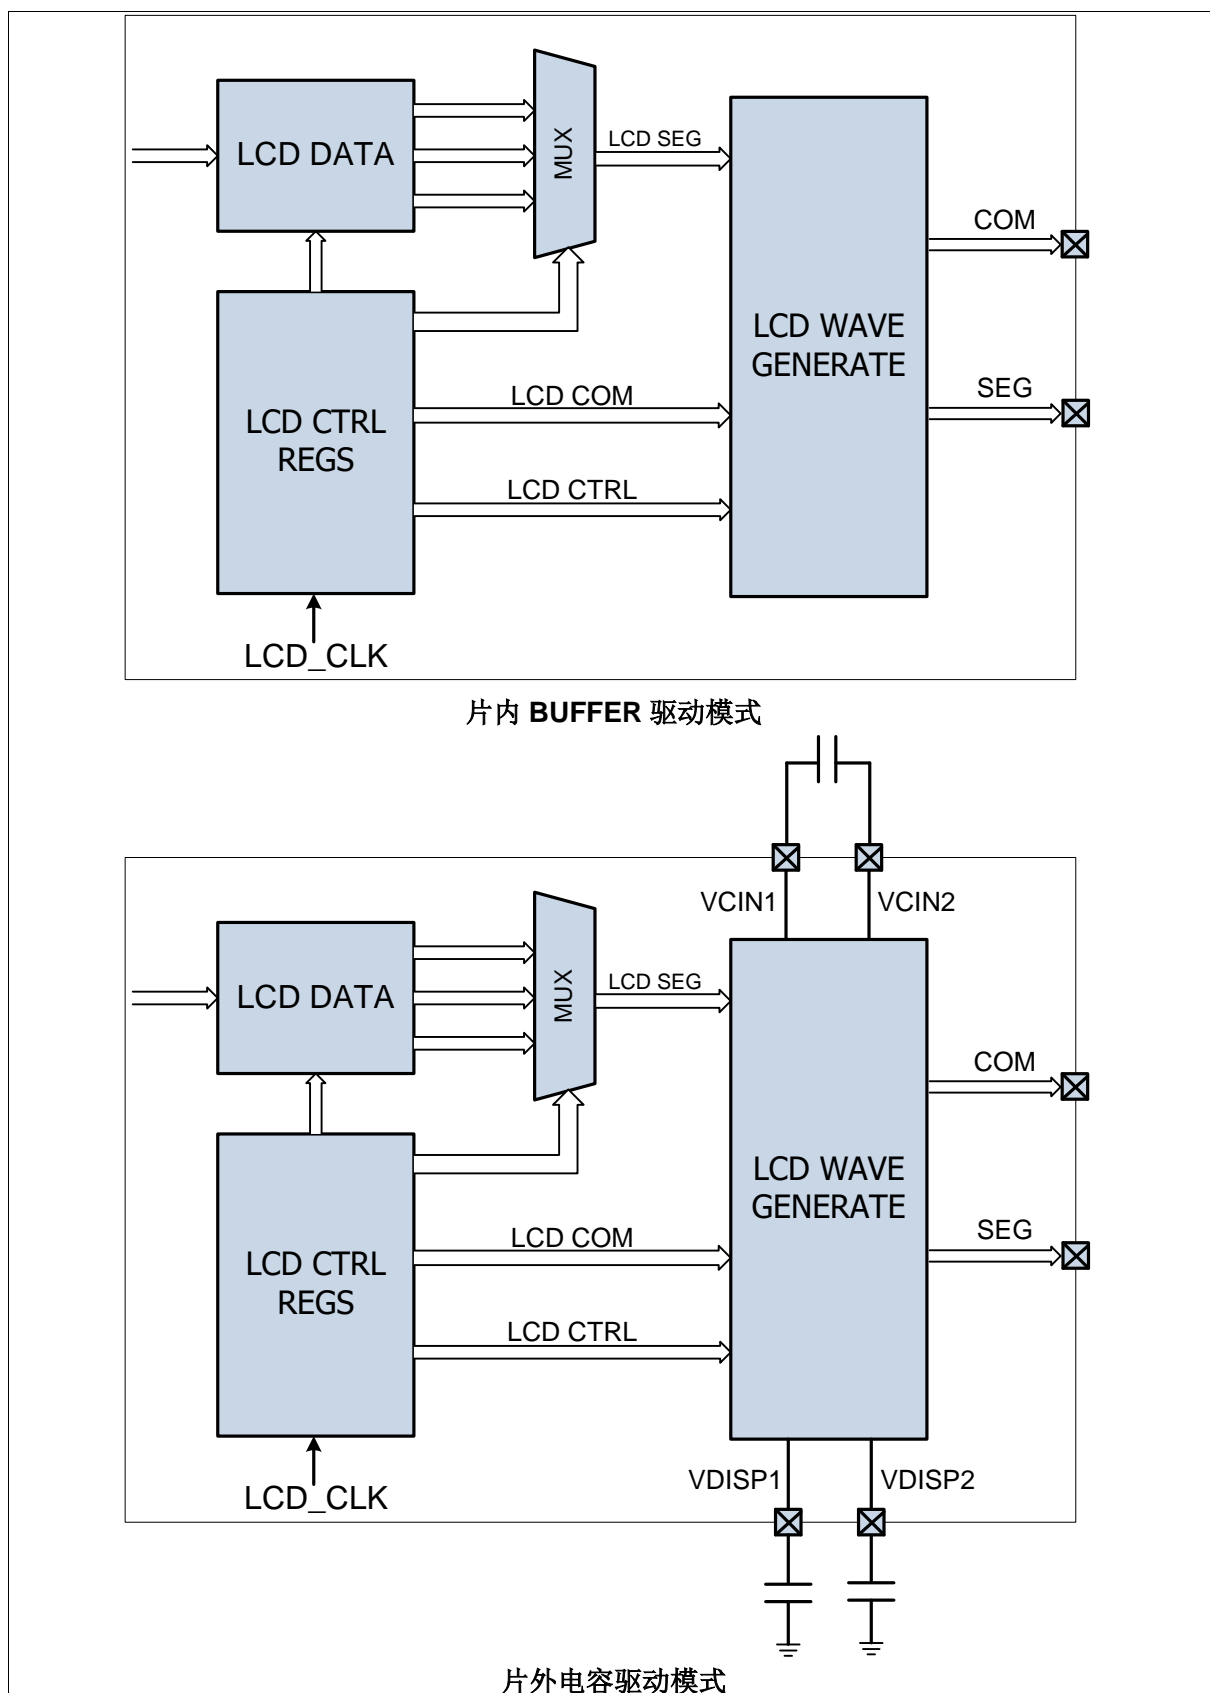 LCD DATA
MUX
LCD SEG
COM
LCD WAVE
GENERATE
SEG
LCD COM
LCD CTRL
REGS
LCD CTRL
LCD_CLK
片内 BUFFER 驱动模式
VCIN1
VCIN2
LCD DATA
MUX
LCD SEG
COM
LCD WAVE
GENERATE
SEG
LCD COM
LCD CTRL
REGS
LCD CTRL
VDISP1
VDISP2
LCD_CLK
片外电容驱动模式